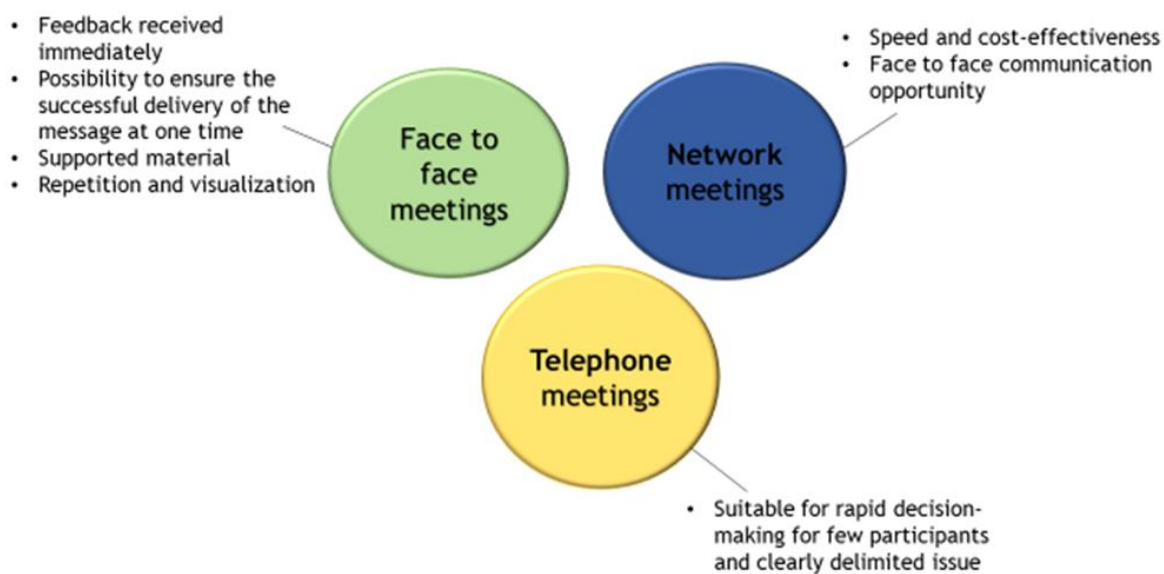 • Feedback received
immediately
• Possibility to ensure the
successful delivery of the
message at one time
• Supported material
• Repetition and visualization
Face to
face
meetings
Network
meetings
• Speed and cost-effectiveness
• Face to face communication
opportunity
Telephone
meetings
• Suitable for rapid decision-
making for few participants
and clearly delimited issue